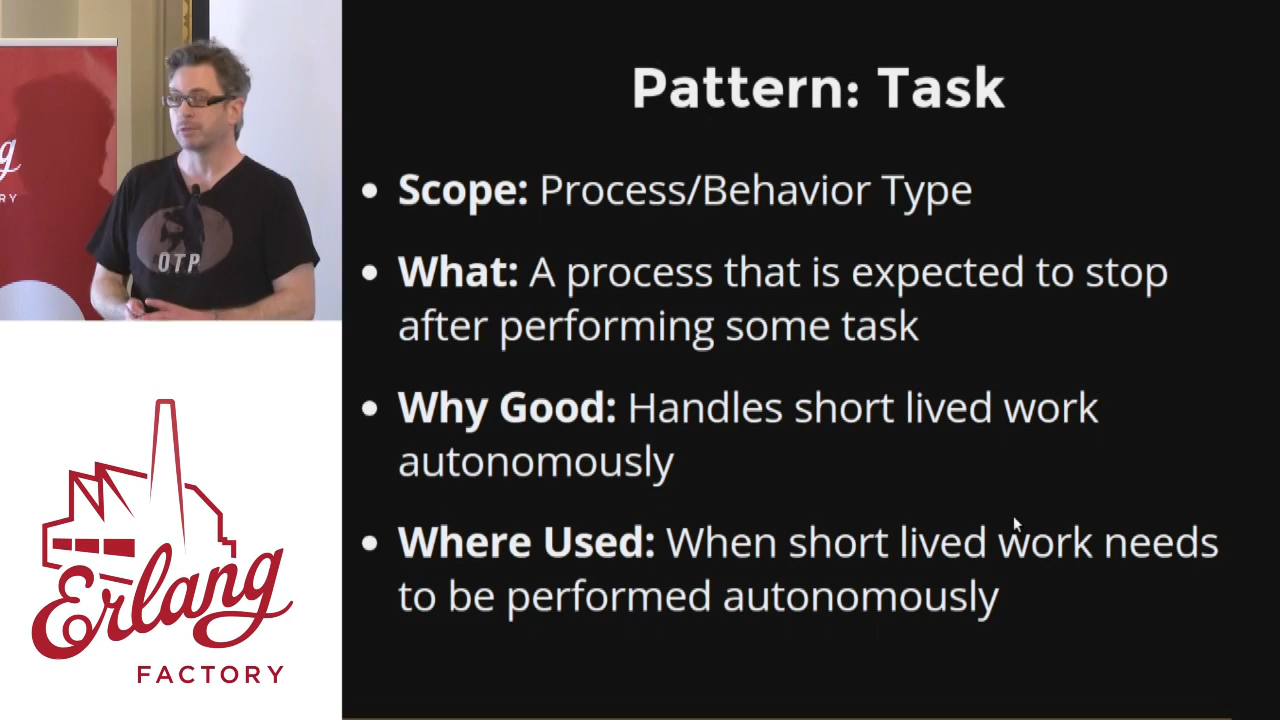 Pattern: Task
• Scope: Process/Behavior Type
• What: A process that is expected to stop
after performing some task
• Why Good: Handles short lived work
autonomously
• Where Used: When short lived work needs
to be performed autonomously
OTP
Erlang
FACTORY